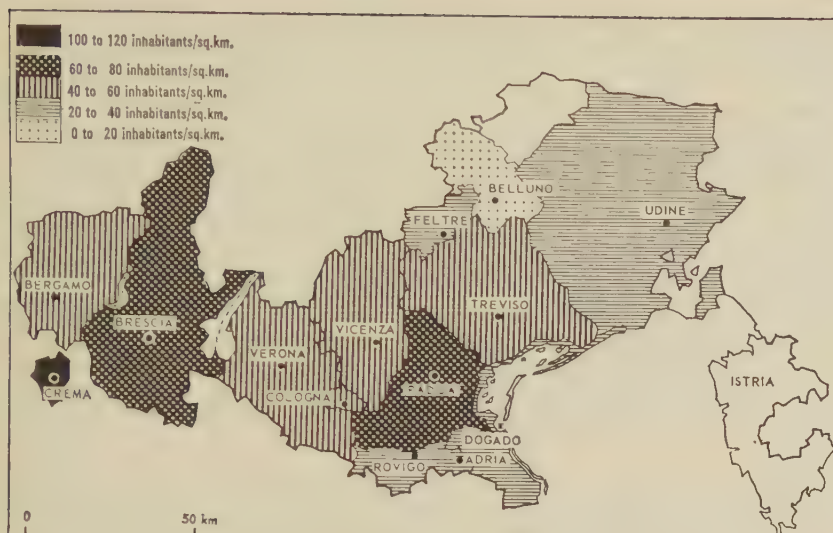 100 to 120 inhabitants/sq.km.
60 to 80 inhabitants/sq.km.
40 to 60 inhabitants/sq.km.
20 to 40 inhabitants/sq.km.
0 to 20 inhabitants/sq.km.
BELLUNO
FELTRE
UDINE
BERGAMO
TREVISO
BRESCIA
VICENZA
VERONA
PADUA
CREMA
COLOGNA
ISTRIA
DOGADO
ROVIGO
ADRIA
0 50 km